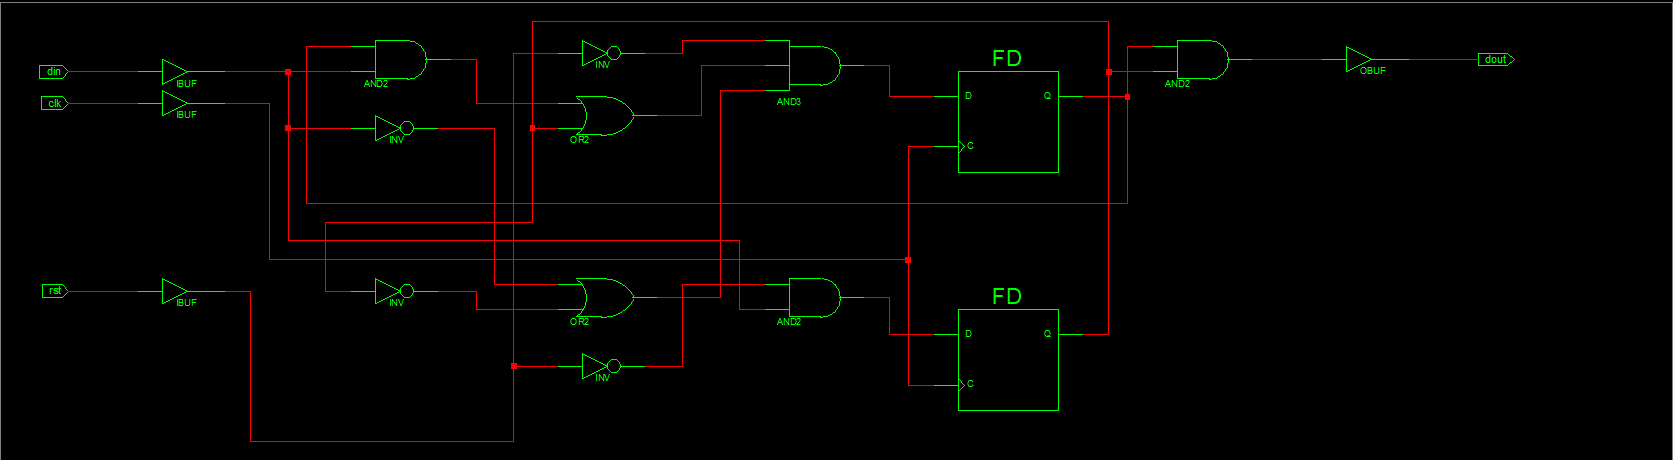 din
IBUF
clk
IBUF
AND2
INV
INV
OR2
AND3
FD
D
Q
C
AND2
OBUF
dout
rst
IBUF
INV
OR2
INV
AND2
FD
D
Q
C